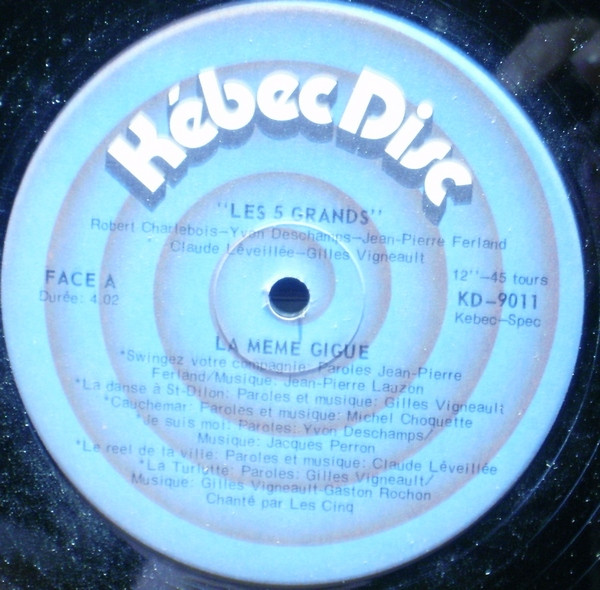 Kébec Disc
"LES 5 GRANDS"
Robert Charlebois—Yvon Deschamps—Jean-Pierre Ferland
Claude Léveillée—Gilles Vigneault
FACE A
Durée: 4.02
12''—45 tours
KD-9011
Kébec-Spec
LA MEME GIGUE
*Swingez votre compagnie: Paroles Jean-Pierre
Ferland/Musique: Jean-Pierre Lauzon
*La danse à St-Dilon: Paroles et musique: Gilles Vigneault
*Cauchemar: Paroles et musique: Michel Choquette
*Je suis moi: Paroles: Yvon Deschamps/
Musique: Jacques Perron
*Le reel de la ville: Paroles et musique: Claude Léveillée
*La Turlutte: Paroles: Gilles Vigneault/
Musique: Gilles Vigneault-Gaston Rochon
Chanté par Les Cinq